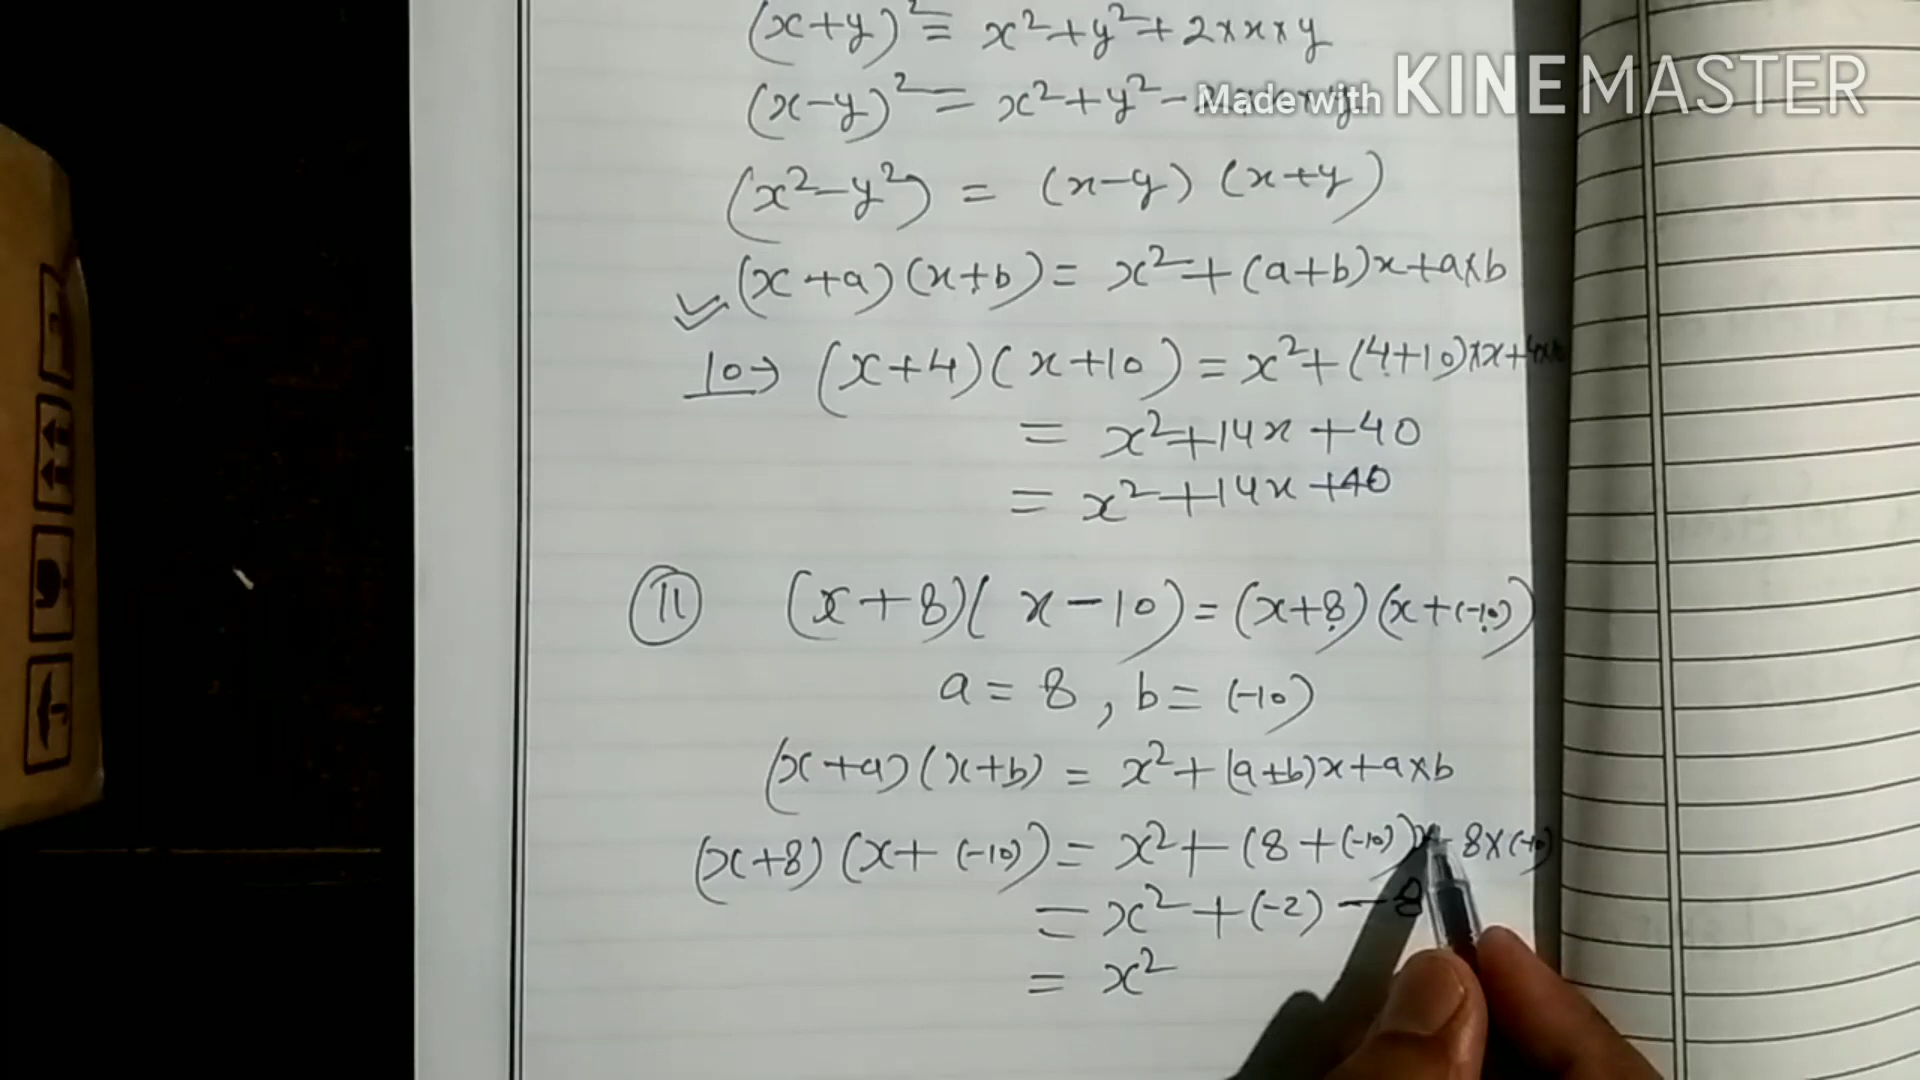 (x+y)² = x²+y²+2×x×y
Made with KINEMASTER
(x-y)² = x²+y²-
(x²-y²) = (x-y) (x+y)
(x+a)(x+b) = x²+(a+b)x+a×b
10→ (x+4)(x+10) = x²+(4+10)×x+4×10
= x²+14x+40
= x²+14x+40
11 (x+8)(x-10) = (x+8)(x+(-10))
a = 8, b = (-10)
(x+a)(x+b) = x²+(a+b)x+a×b
(x+8)(x+(-10)) = x²+(8+(-10))x 8×(-10)
= x²+(-2) - 8
= x²